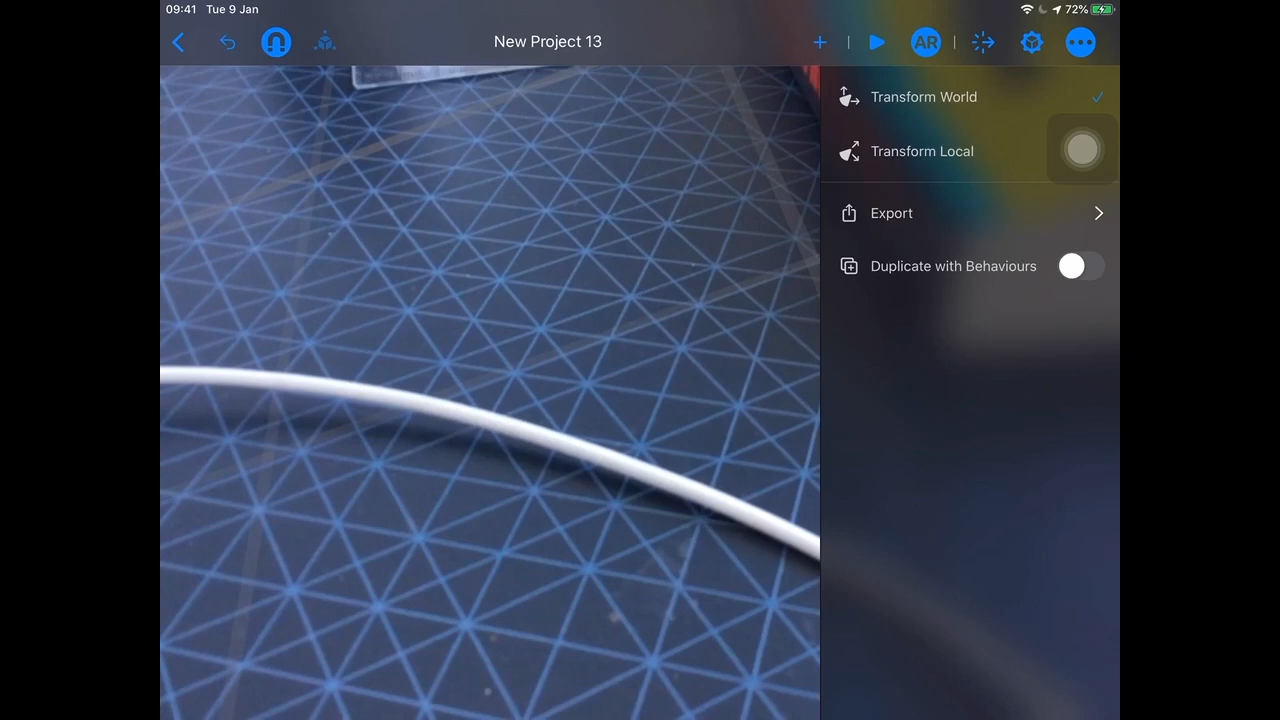 09:41 Tue 9 Jan 72%
New Project 13
AR
Transform World
Transform Local
Export
Duplicate with Behaviours